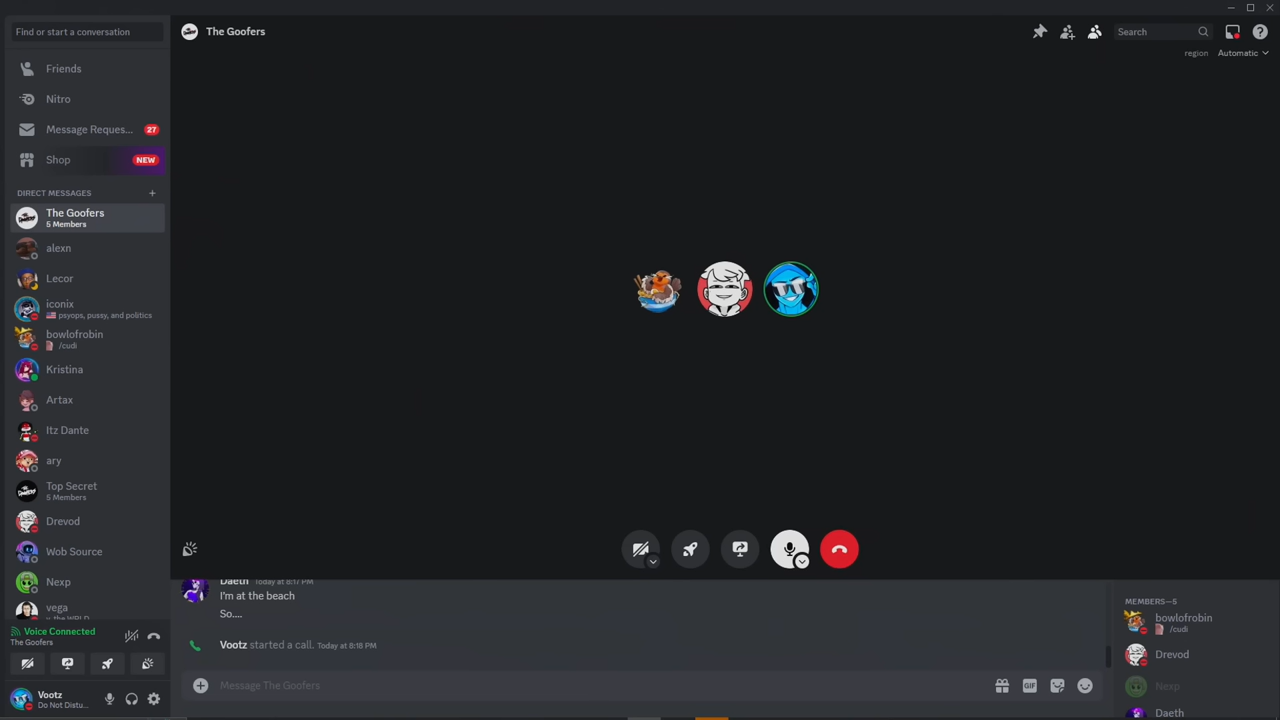 Find or start a conversation
Friends
Nitro
Message Reques... 27
Shop NEW
DIRECT MESSAGES
The Goofers
5 Members
alexn
Lecor
iconix
psyops, pussy, and politics
bowlofrobin
/cudi
Kristina
Artax
Itz Dante
ary
Top Secret
5 Members
Drevod
Wob Source
Nexp
vega
Voice Connected
The Goofers
Vootz
Do Not Distu...
The Goofers
Search
region Automatic
Daeth Today at 8:17 PM
I'm at the beach
So....
Vootz started a call. Today at 8:18 PM
Message The Goofers
GIF
MEMBERS—5
bowlofrobin
/cudi
Drevod
Nexp
Daeth